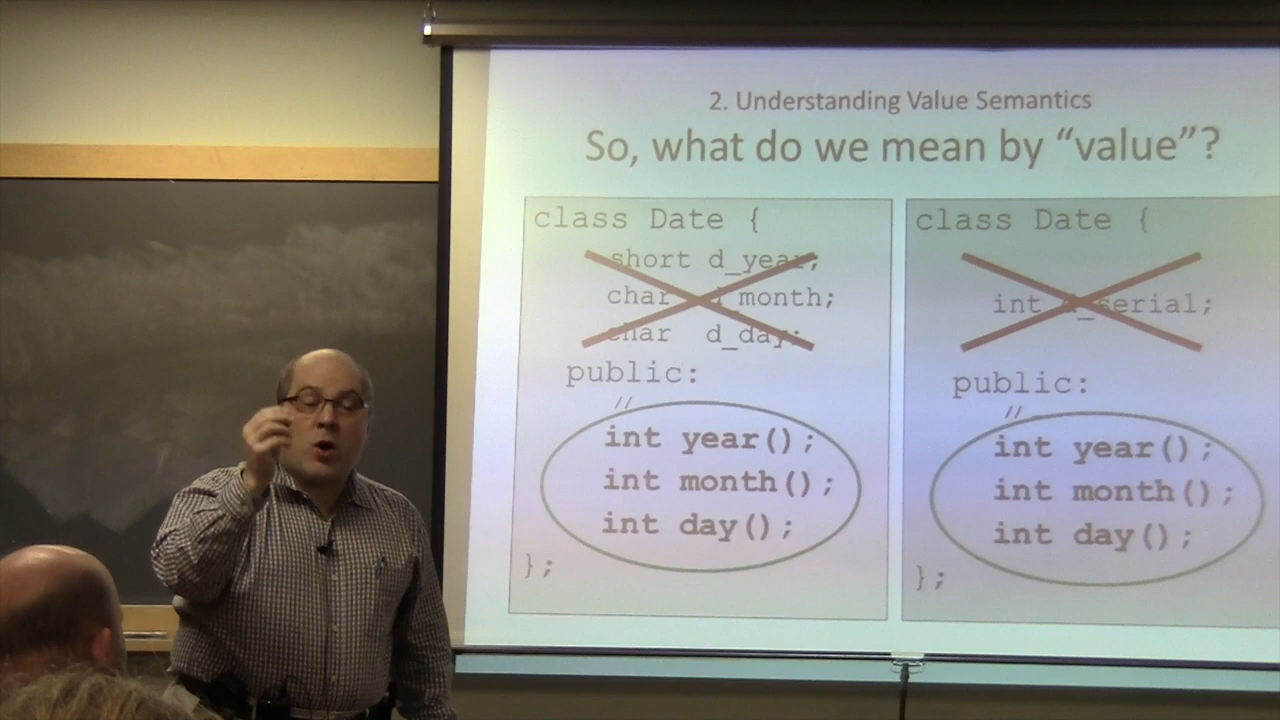 2. Understanding Value Semantics
So, what do we mean by “value”?
class Date {
short d_year;
char d_month;
char d_day;
public:
//
int year();
int month();
int day();
};
class Date {
int d_serial;
public:
//
int year();
int month();
int day();
};